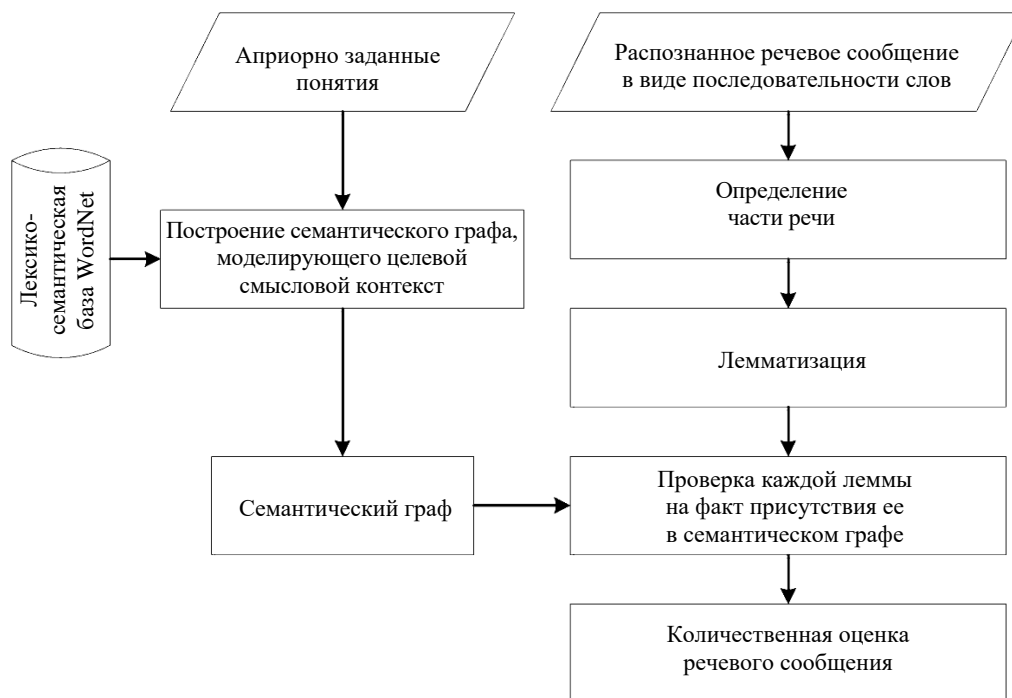 Априорно заданные
понятия
Распознанное речевое сообщение
в виде последовательности слов
Лексико-
семантическая
база WordNet
Построение семантического графа,
моделирующего целевой
смысловой контекст
Определение
части речи
Лемматизация
Семантический граф
Проверка каждой леммы
на факт присутствия ее
в семантическом графе
Количественная оценка
речевого сообщения